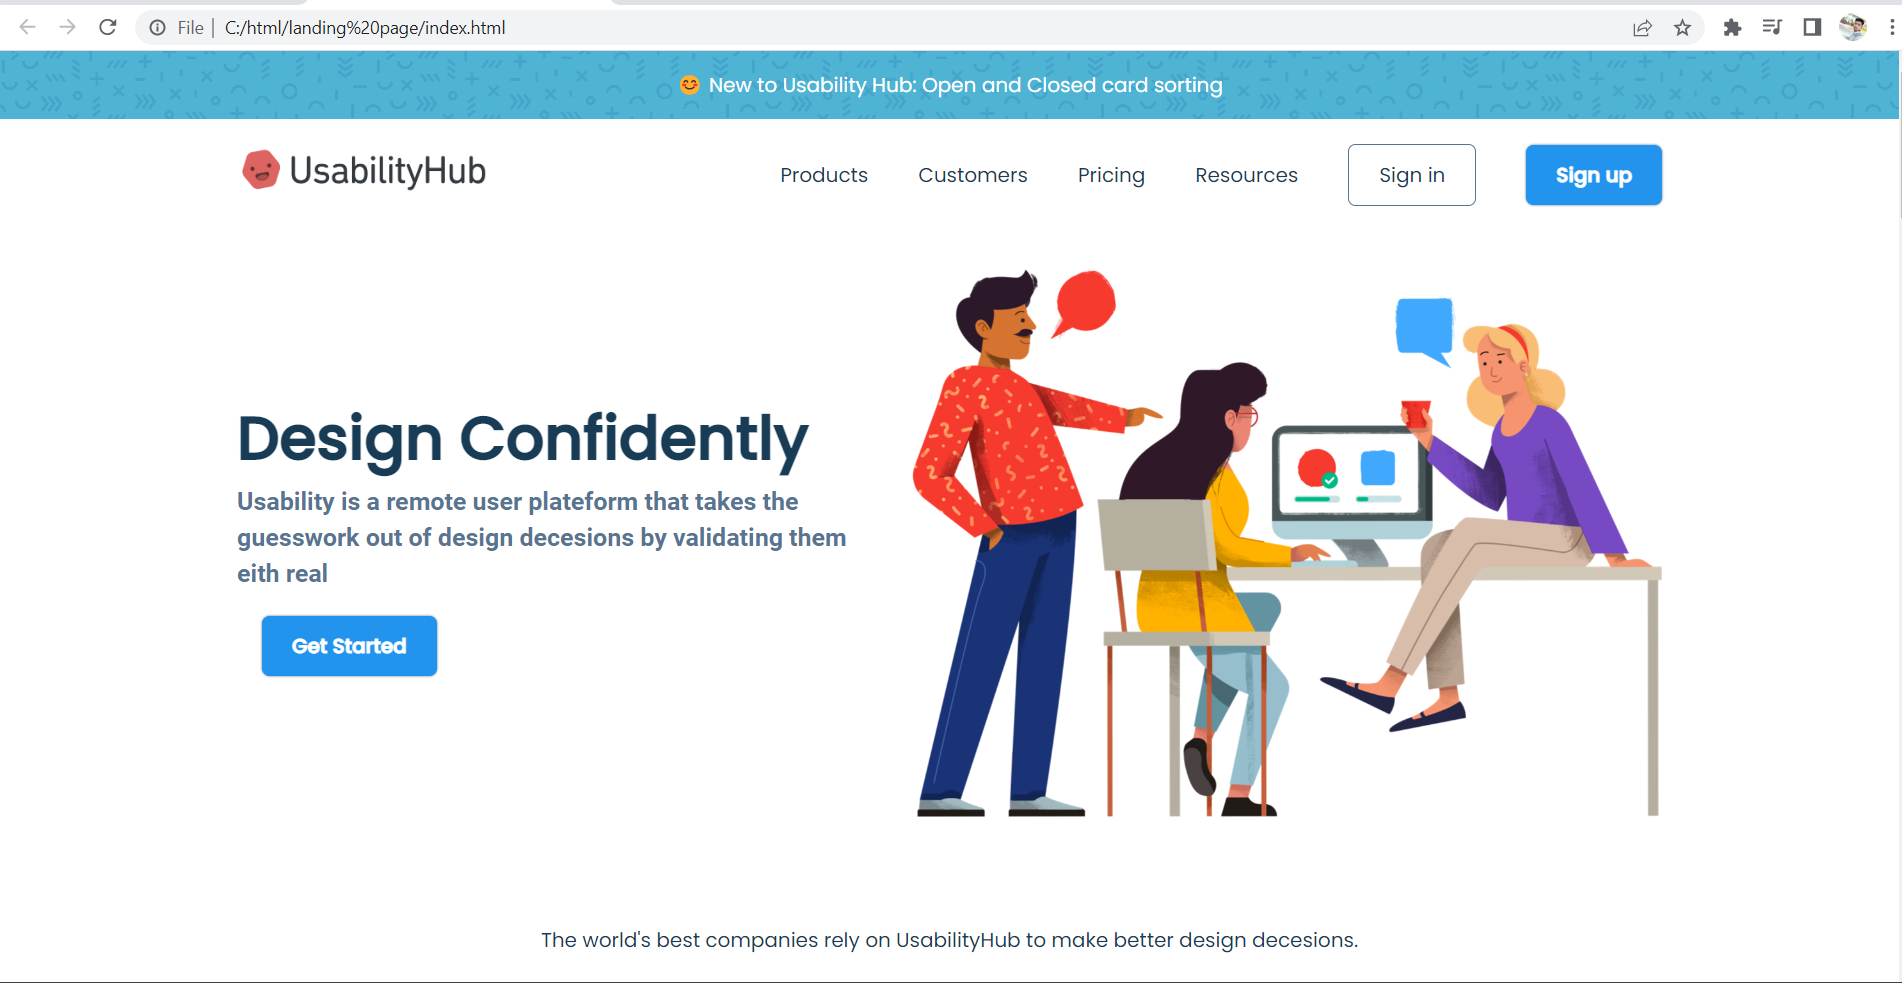 File | C:/html/landing%20page/index.html
😊 New to Usability Hub: Open and Closed card sorting
UsabilityHub
Products Customers Pricing Resources Sign in Sign up
Design Confidently
Usability is a remote user plateform that takes the
guesswork out of design decesions by validating them
eith real
Get Started
The world's best companies rely on UsabilityHub to make better design decesions.